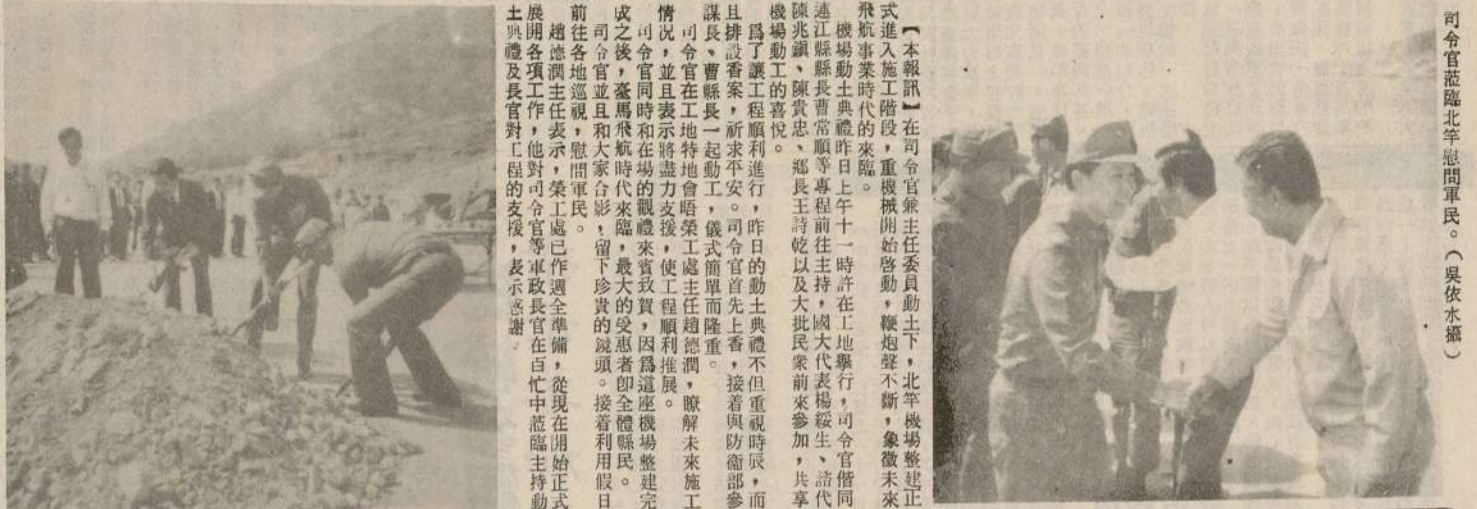 司令官蒞臨北竿慰問軍民。(吳依水攝)
【本報訊】在司令官兼主任委員動土下，北竿機場整建正
式進入施工階段，重機械開始啓動，鞭炮聲不斷，象徵未來
飛航事業時代的來臨。
機場動土典禮昨日上午十一時許在工地舉行，司令官偕同
連江縣縣長曹常順等專程前往主持，國大代表楊綏生、諮代
陳兆鎭、陳貴忠、鄉長王詩乾以及大批民衆前來參加，共享
機場動工的喜悅。
爲了讓工程順利進行，昨日的動土典禮不但重視時辰，而
且排設香案，祈求平安。司令官首先上香，接着與防衞部參
謀長、曹縣長一起動工，儀式簡單而隆重。
司令官在工地特地會晤榮工處主任趙德潤，瞭解未來施工
情況，並且表示將盡力支援，使工程順利推展。
司令官同時和在場的觀禮來賓致賀，因爲這座機場整建完
成之後，臺馬飛航時代來臨，最大的受惠者卽全體縣民。
司令官並且和大家合影，留下珍貴的鏡頭。接着利用假日
前往各地巡視，慰問軍民。
趙德潤主任表示，榮工處已作週全準備，從現在開始正式
展開各項工作，他對司令官等軍政長官在百忙中蒞臨主持動
土典禮及長官對工程的支援，表示感謝。